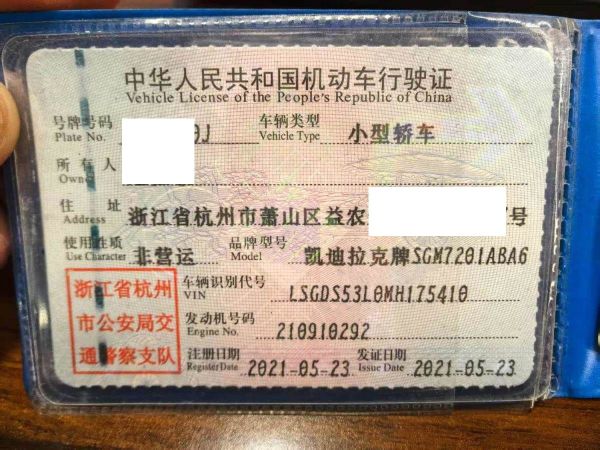 中华人民共和国机动车行驶证
Vehicle License of the People's Republic of China
号牌号码 0J 车辆类型 小型轿车
Plate No. Vehicle Type
所有人
Owner
住址 浙江省杭州市萧山区益农 号
Address
使用性质 非营运 品牌型号 凯迪拉克牌SGM7201ABA6
Use Character Model
浙江省杭州
市公安局交
通警察支队
车辆识别代号 LSGDS53L0MH175410
VIN
发动机号码 210910292
Engine No.
注册日期 2021-05-23 发证日期 2021-05-23
Register Date Issue Date